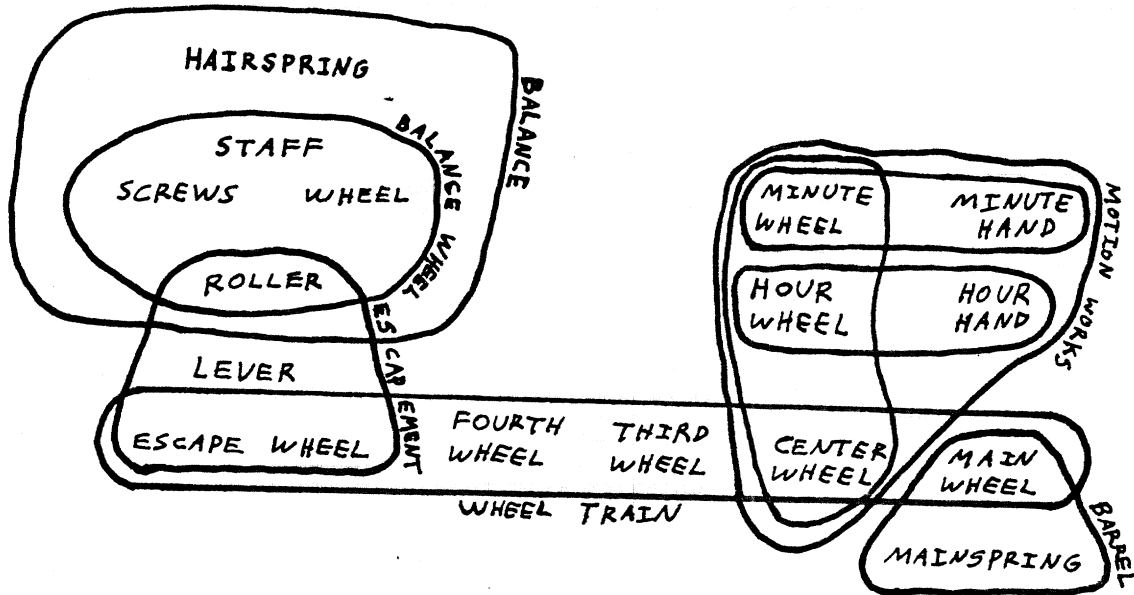 HAIRSPRING
BALANCE
STAFF
BALANCE WHEEL
SCREWS WHEEL
ROLLER
ESCAPEMENT
LEVER
ESCAPE WHEEL
FOURTH
WHEEL
THIRD
WHEEL
WHEEL TRAIN
MINUTE
WHEEL
MINUTE
HAND
MOTION WORKS
HOUR
WHEEL
HOUR
HAND
CENTER
WHEEL
MAIN
WHEEL
BARREL
MAINSPRING